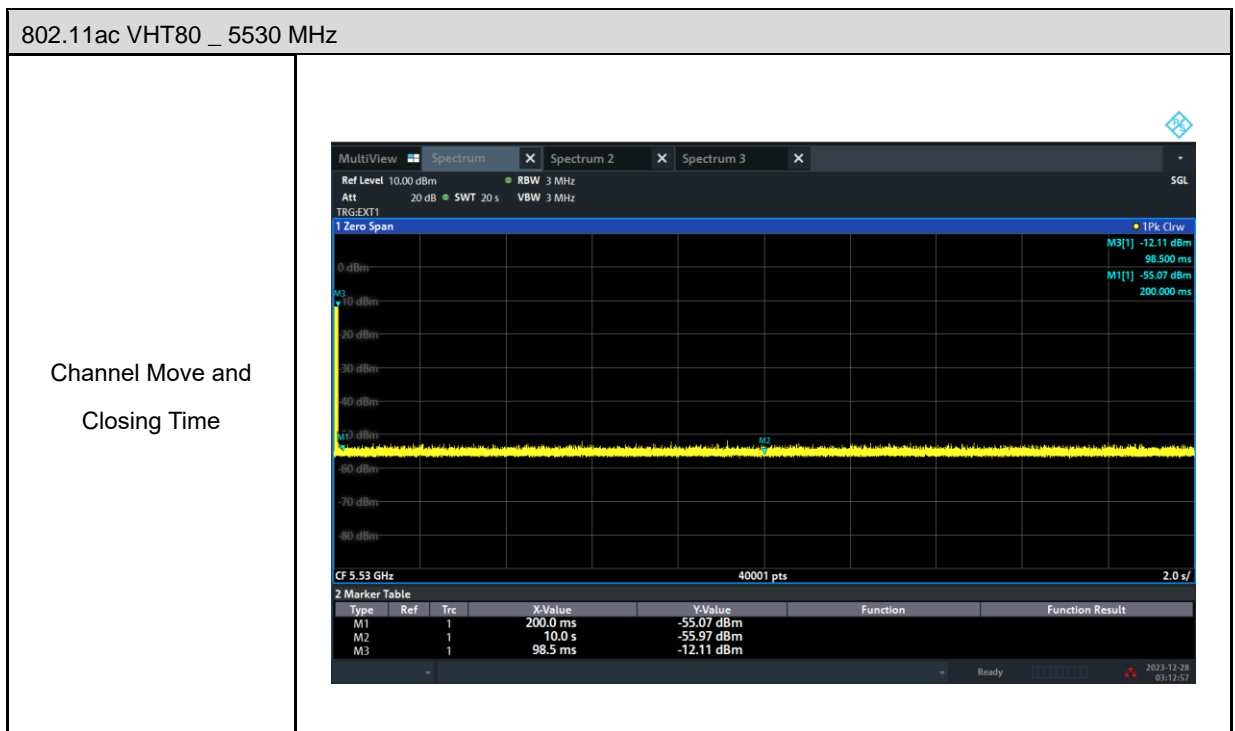 802.11ac VHT80 _ 5530 MHz
Channel Move and
Closing Time
R&S
MultiView Spectrum X Spectrum 2 X Spectrum 3 X
Ref Level 10.00 dBm RBW 3 MHz SGL
Att 20 dB SWT 20 s VBW 3 MHz
TRG:EXT1
1 Zero Span 1Pk Clrw
M3[1] -12.11 dBm
98.500 ms
M1[1] -55.07 dBm
200.000 ms
0 dBm
M3
-10 dBm
-20 dBm
-30 dBm
-40 dBm
M1 -50 dBm M2
-60 dBm
-70 dBm
-80 dBm
CF 5.53 GHz 40001 pts 2.0 s/
2 Marker Table
Type Ref Trc X-Value Y-Value Function Function Result
M1 1 200.0 ms -55.07 dBm
M2 1 10.0 s -55.97 dBm
M3 1 98.5 ms -12.11 dBm
Ready 2023-12-28
03:12:57